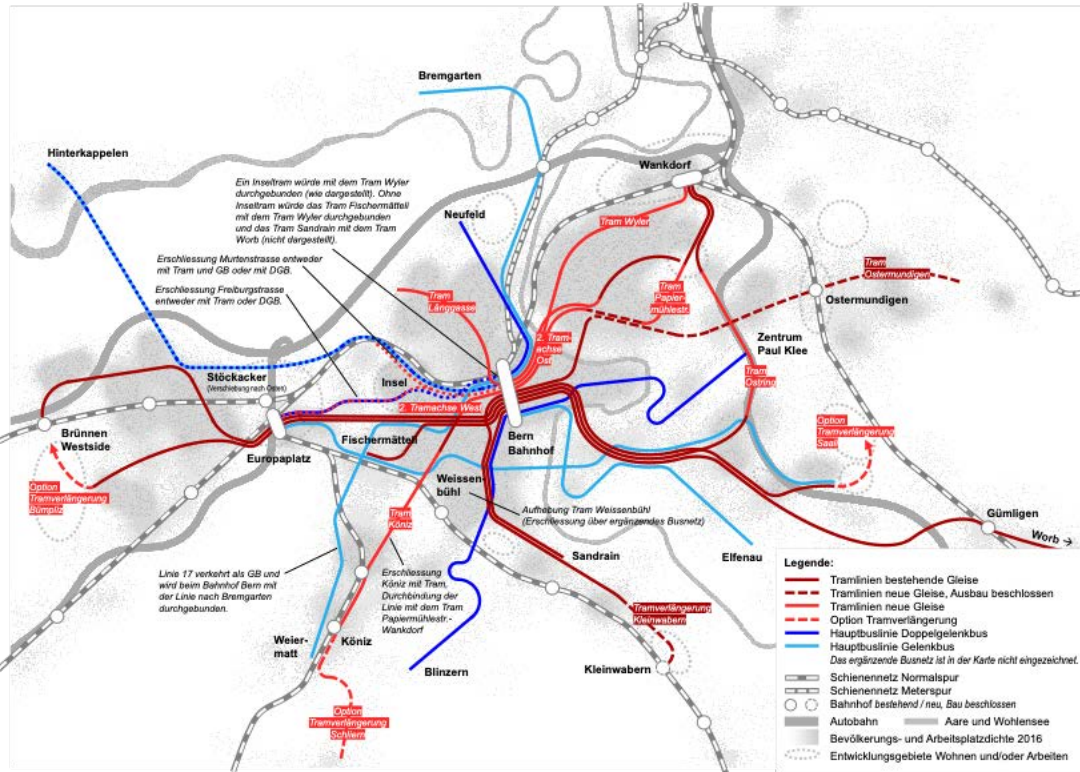 Bremgarten
Hinterkappelen
Wankdorf
Ein Inseltram würde mit dem Tram Wyler
durchgebunden (wie dargestellt). Ohne
Inseltram würde das Tram Fischermätteli
mit dem Tram Wyler durchgebunden
und das Tram Sandrain mit dem Tram
Worb (nicht dargestellt).
Neufeld
Tram Wyler
Erschliessung Murtenstrasse entweder
mit Tram und GB oder mit DGB.
Erschliessung Freiburgstrasse
entweder mit Tram oder DGB.
Tram
Länggasse
Tram
Papier-
mühlestr.
Tram
Ostermundigen
Ostermundigen
2. Tram-
achse
Ost
Zentrum
Paul Klee
Tram
Ostring
Stöckacker
(Verschiebung nach Osten)
Insel
2. Tramachse West
Brünnen
Westside
Europaplatz
Fischermätteli
Bern
Bahnhof
Option
Tramverlängerung
Saali
Option
Tramverlängerung
Bümpliz
Weissen-
bühl
Aufhebung Tram Weissenbühl
(Erschliessung über ergänzendes Busnetz)
Tram
Köniz
Gümligen
Worb →
Sandrain
Elfenau
Linie 17 verkehrt als GB und
wird beim Bahnhof Bern mit
der Linie nach Bremgarten
durchgebunden.
Erschliessung
Köniz mit Tram.
Durchbindung der
Linie mit dem Tram
Papiermühlestr.-
Wankdorf
Tramverlängerung
Kleinwabern
Weier-
matt
Köniz
Blinzern
Kleinwabern
Option
Tramverlängerung
Schliern
Legende:
Tramlinien bestehende Gleise
Tramlinien neue Gleise, Ausbau beschlossen
Tramlinien neue Gleise
Option Tramverlängerung
Hauptbuslinie Doppelgelenkbus
Hauptbuslinie Gelenkbus
Das ergänzende Busnetz ist in der Karte nicht eingezeichnet.
Schienennetz Normalspur
Schienennetz Meterspur
Bahnhof bestehend / neu, Bau beschlossen
Autobahn Aare und Wohlensee
Bevölkerungs- und Arbeitsplatzdichte 2016
Entwicklungsgebiete Wohnen und/oder Arbeiten